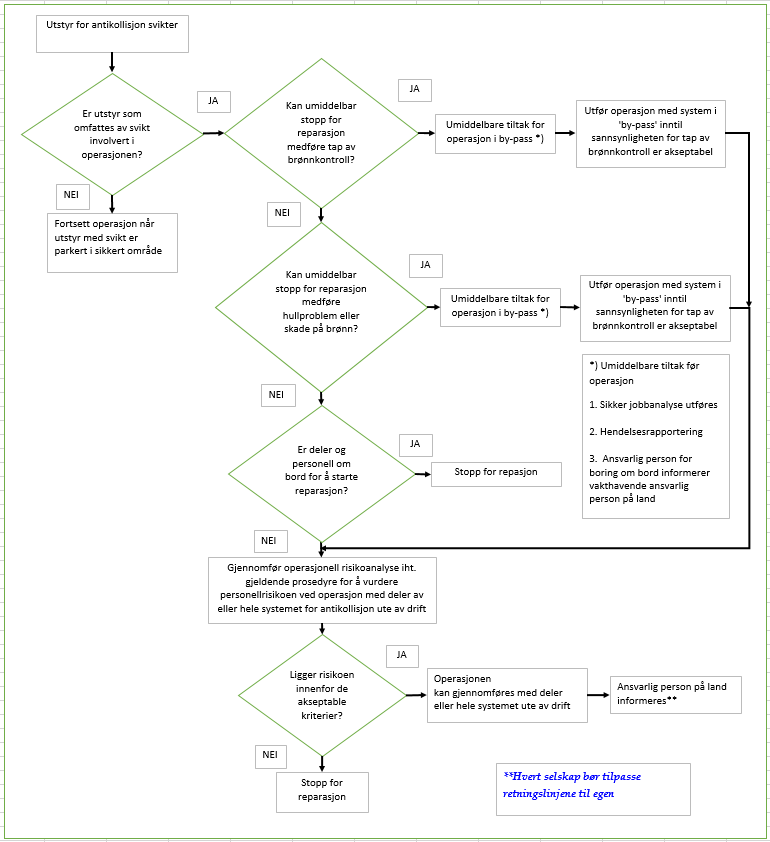 Utstyr for antikollisjon svikter
Er utstyr som
omfattes av svikt
involvert i
operasjonen?
JA
NEI
Fortsett operasjon når
utstyr med svikt er
parkert i sikkert område
Kan umiddelbar
stopp for
reparasjon
medføre tap av
brønnkontroll?
JA
Umiddelbare tiltak for
operasjon i by-pass *)
Utfør operasjon med system i
'by-pass' inntil
sannsynligheten for tap av
brønnkontroll er akseptabel
NEI
Kan umiddelbar
stopp for reparasjon
medføre
hullproblem eller
skade på brønn?
JA
Umiddelbare tiltak for
operasjon i by-pass *)
Utfør operasjon med system i
'by-pass' inntil
sannsynligheten for tap av
brønnkontroll er akseptabel
*) Umiddelbare tiltak før
operasjon
1. Sikker jobbanalyse utføres
2. Hendelsesrapportering
3. Ansvarlig person for
boring om bord informerer
vakthavende ansvarlig
person på land
NEI
Er deler og
personell om
bord for å starte
reparasjon?
JA
Stopp for repasjon
NEI
Gjennomfør operasjonell risikoanalyse iht.
gjeldende prosedyre for å vurdere
personellrisikoen ved operasjon med deler av
eller hele systemet for antikollisjon ute av drift
Ligger risikoen
innenfor de
akseptable
kriterier?
JA
Operasjonen
kan gjennomføres med deler
eller hele systemet ute av drift
Ansvarlig person på land
informeres**
NEI
Stopp for
reparasjon
**Hvert selskap bør tilpasse
retningslinjene til egen